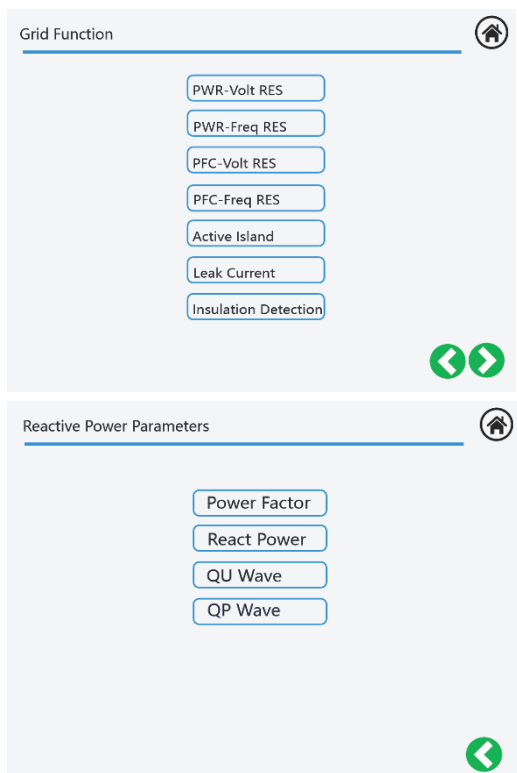 Grid Function
PWR-Volt RES
PWR-Freq RES
PFC-Volt RES
PFC-Freq RES
Active Island
Leak Current
Insulation Detection
Reactive Power Parameters
Power Factor
React Power
QU Wave
QP Wave